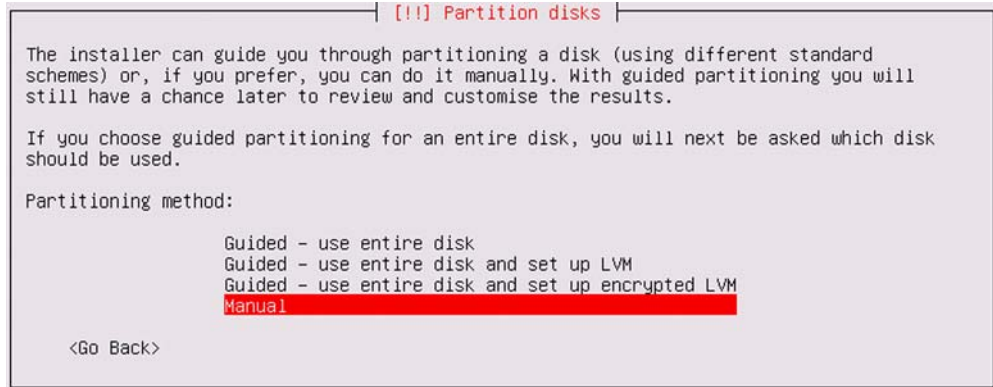 [!!] Partition disks
The installer can guide you through partitioning a disk (using different standard
schemes) or, if you prefer, you can do it manually. With guided partitioning you will
still have a chance later to review and customise the results.
If you choose guided partitioning for an entire disk, you will next be asked which disk
should be used.
Partitioning method:
Guided – use entire disk
Guided – use entire disk and set up LVM
Guided – use entire disk and set up encrypted LVM
Manual
<Go Back>